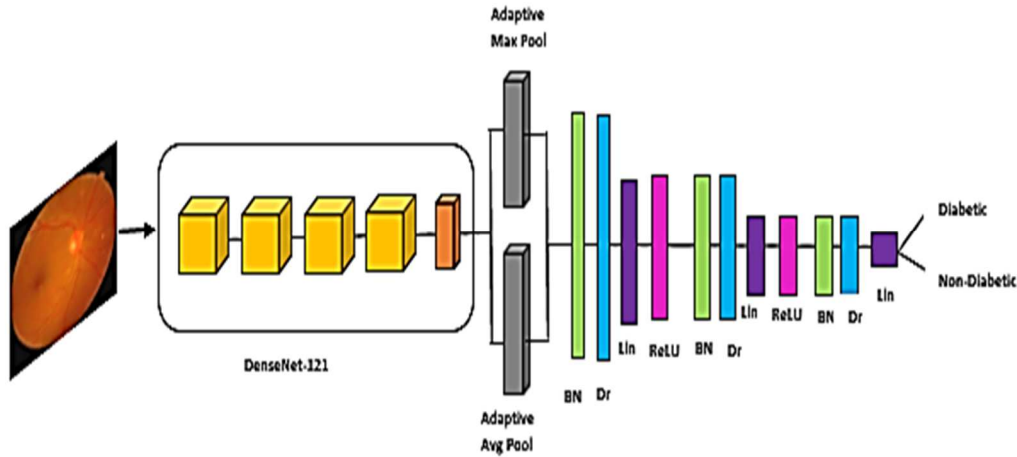 Adaptive
Max Pool
DenseNet-121
Adaptive
Avg Pool
BN
Dr
Lin
ReLU
BN
Dr
Lin
ReLU
BN
Dr
Lin
Diabetic
Non-Diabetic